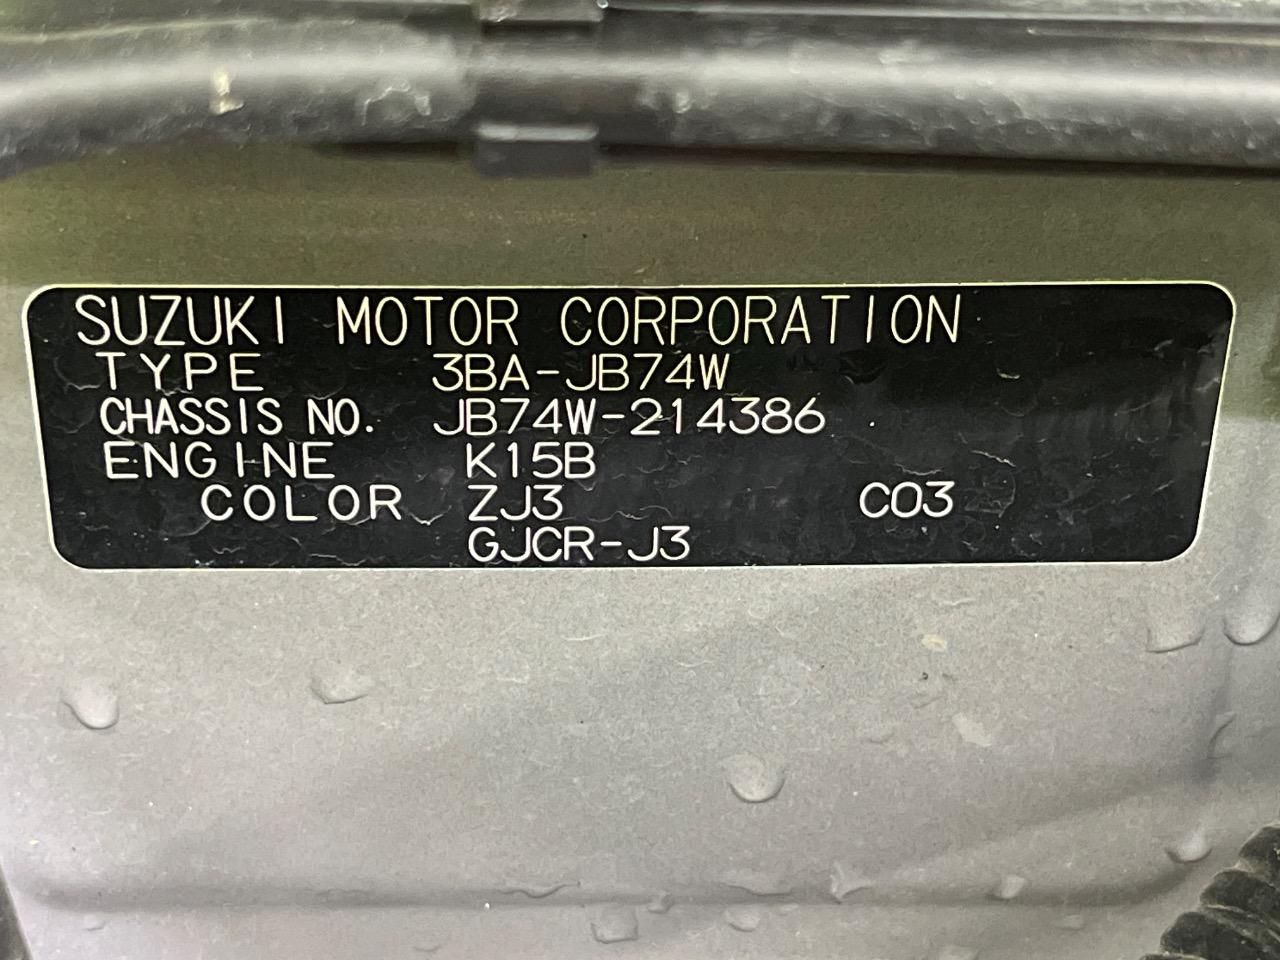 SUZUKI MOTOR CORPORATION
TYPE 3BA-JB74W
CHASSIS NO. JB74W-214386
ENGINE K15B
COLOR ZJ3 C03
GJCR-J3